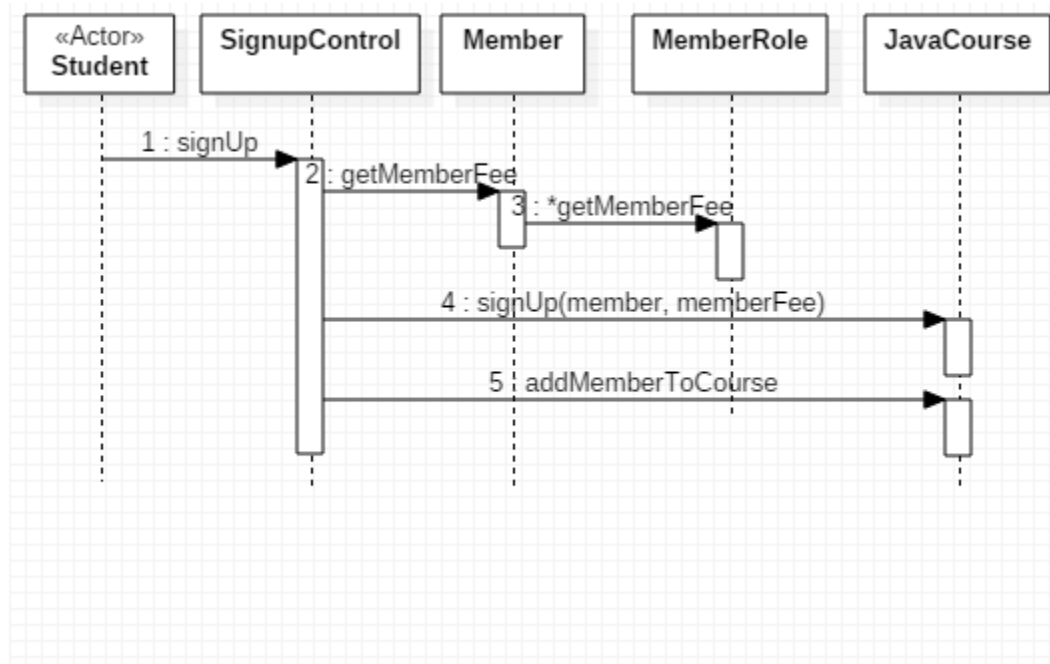 «Actor»
Student
SignupControl
Member
MemberRole
JavaCourse
1 : signUp
2 : getMemberFee
3 : *getMemberFee
4 : signUp(member, memberFee)
5 : addMemberToCourse